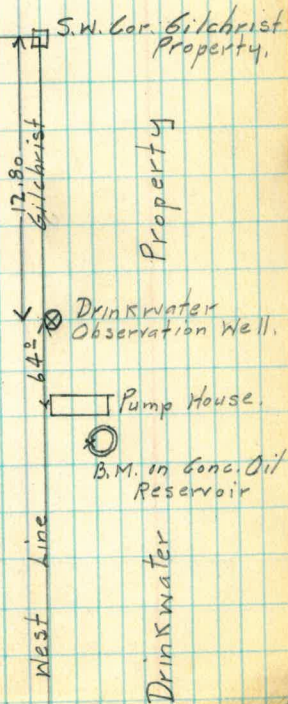 S.W. Cor. Gilchrist
Property.
12.80
Gilchrist
Property
Drinkwater
Observation Well.
64°
Pump House.
B.M. on Conc. Oil
Reservoir
West Line
Drinkwater